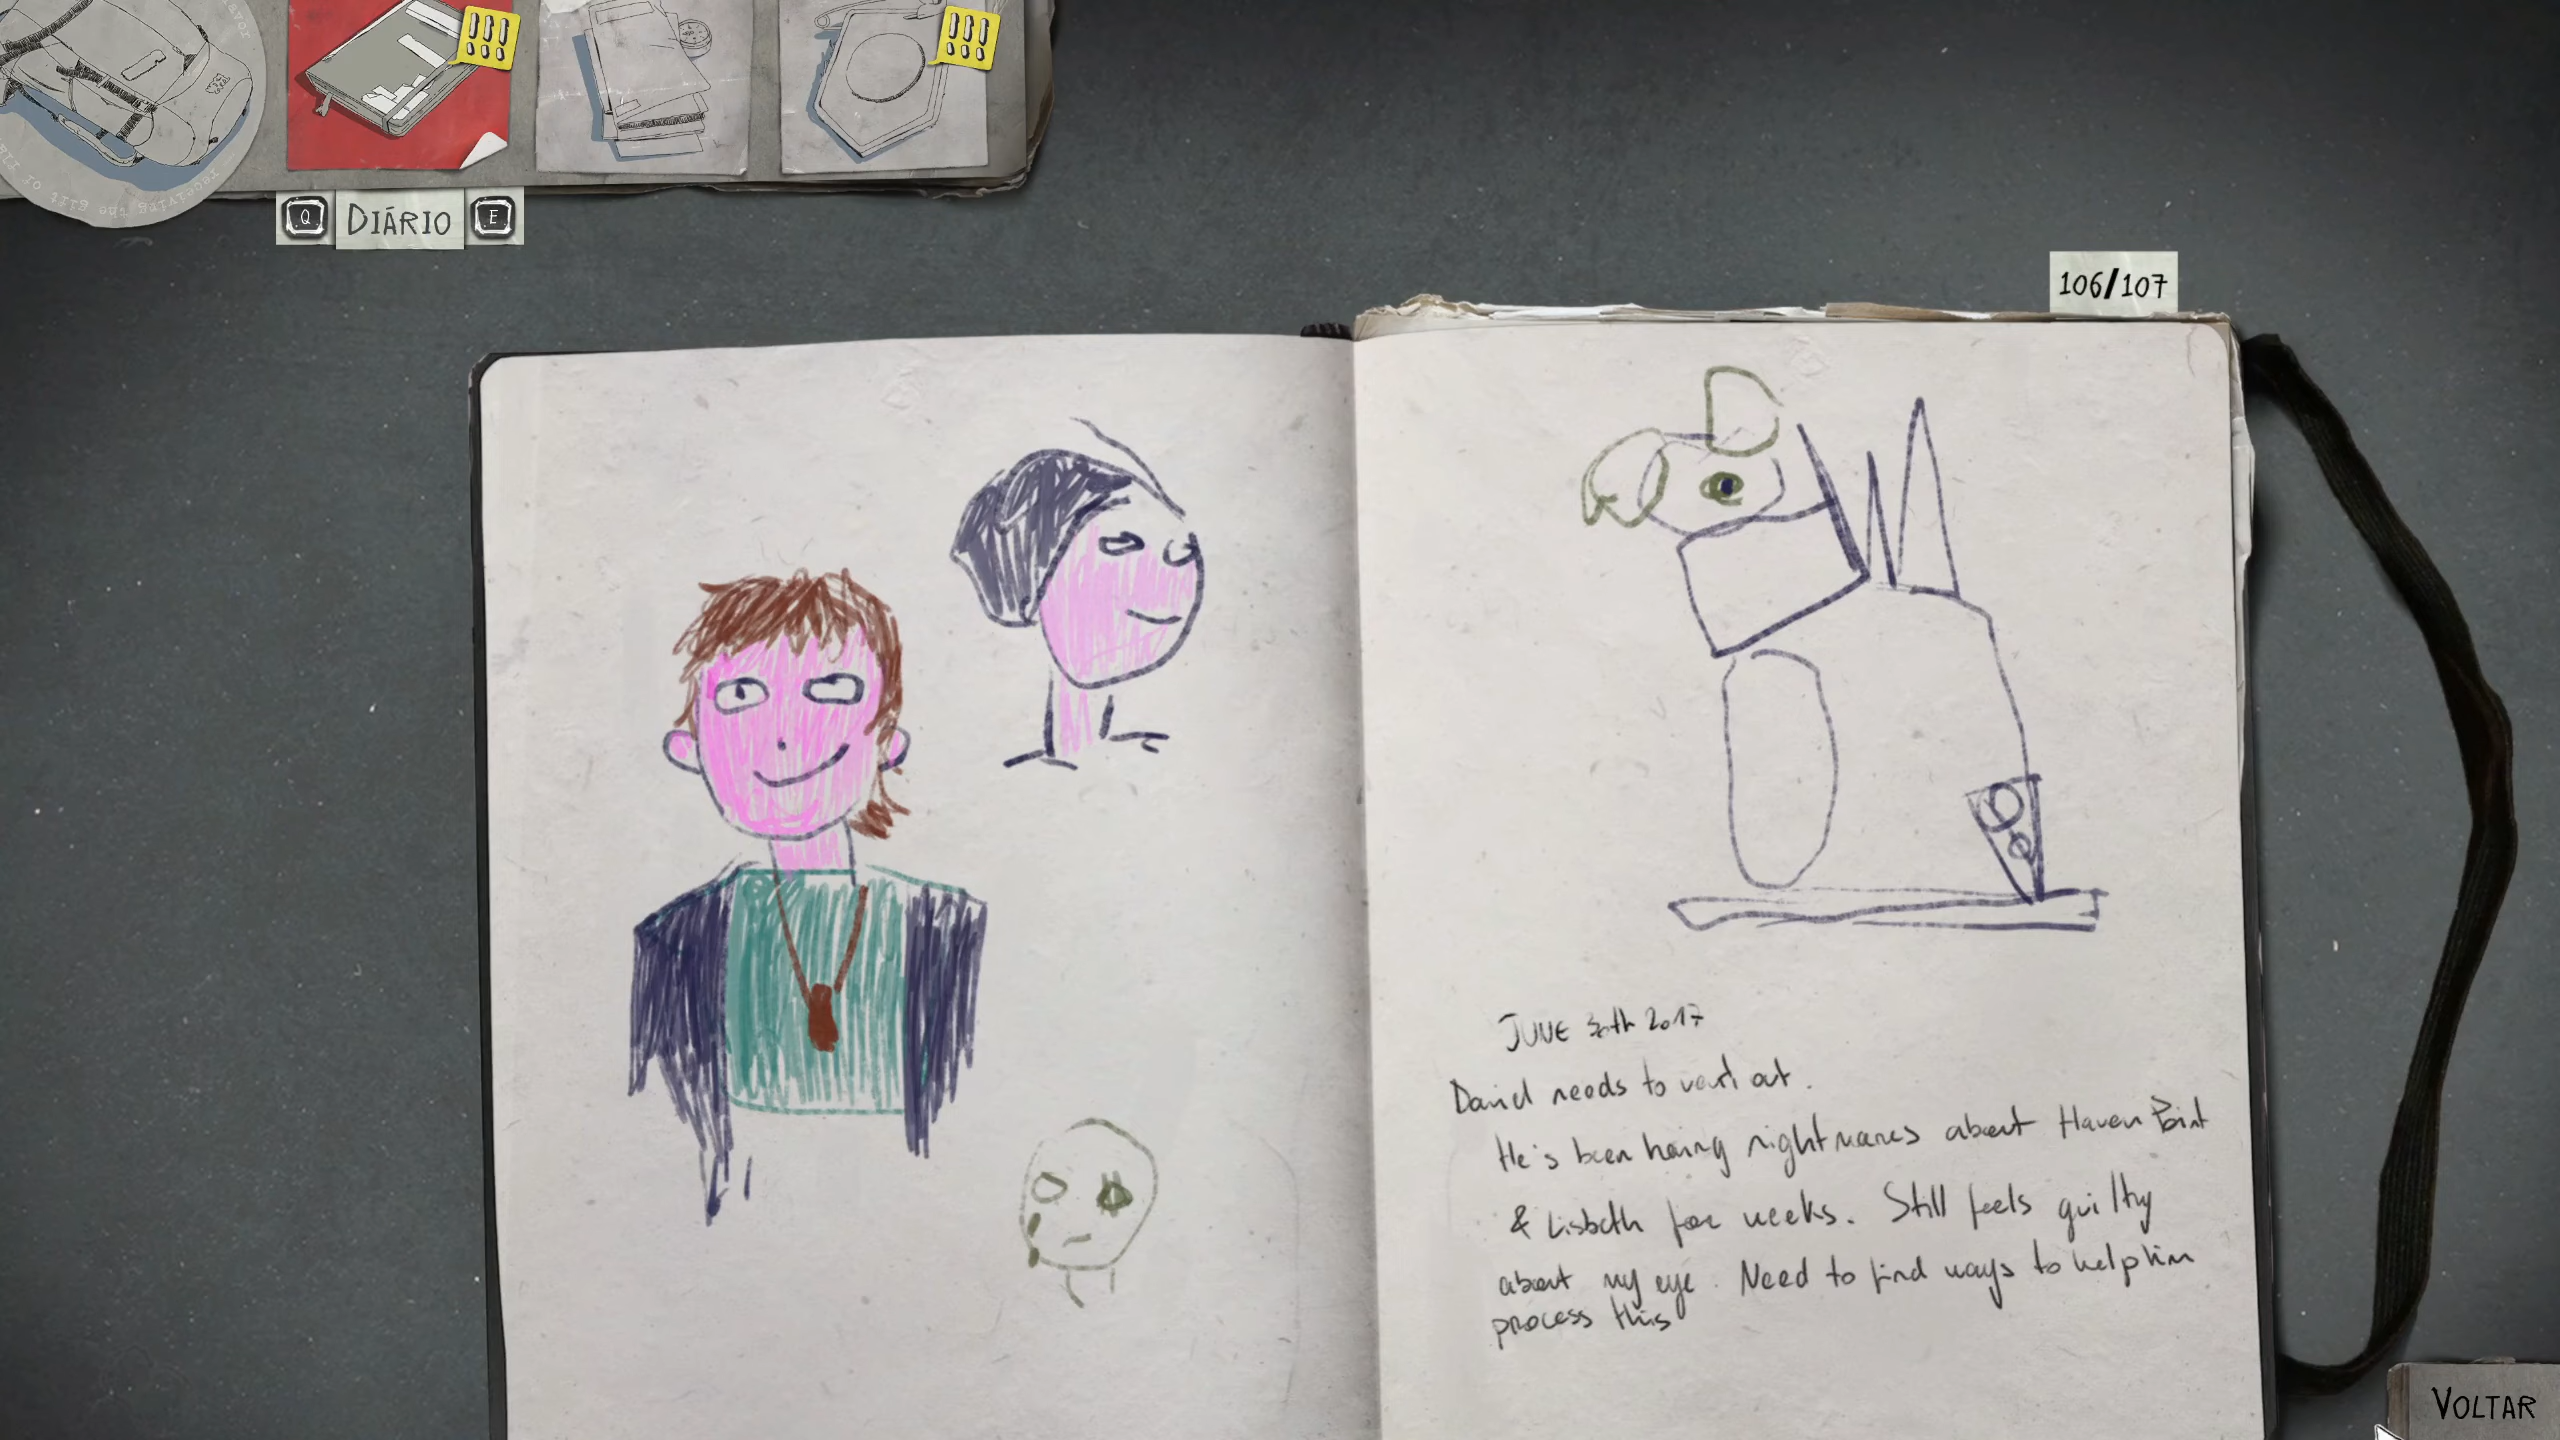 Q DIÁRIO E
106/107
JUNE 30th 2017
David needs to vent out.
He's been having nightmares about Haven Point
& Lisbeth for weeks. Still feels guiltty
about my eye. Need to find ways to help him
process this
VOLTAR